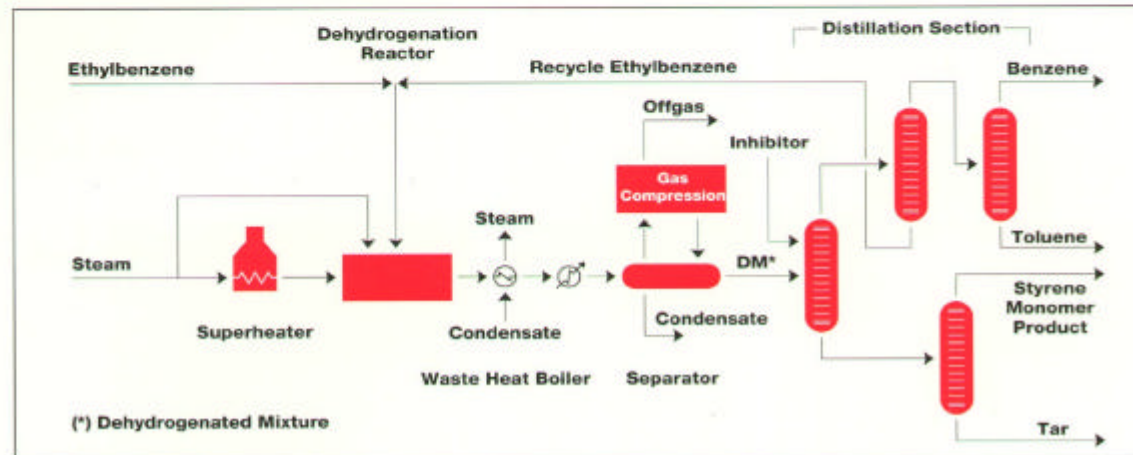 Distillation Section
Dehydrogenation
Reactor
Ethylbenzene
Recycle Ethylbenzene
Benzene
Offgas
Inhibitor
Gas
Compression
Steam
Steam
DM*
Toluene
Styrene
Monomer
Product
Superheater
Condensate
Condensate
Waste Heat Boiler
Separator
(*) Dehydrogenated Mixture
Tar